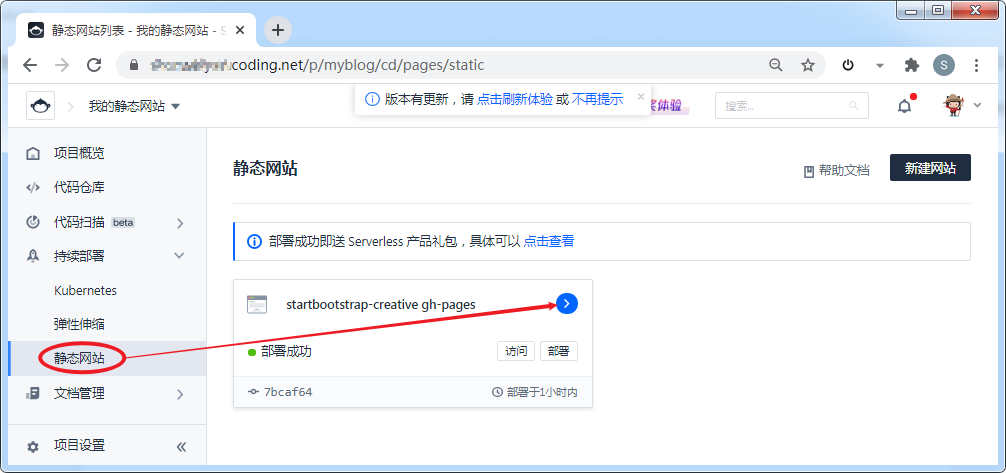 静态网站列表 - 我的静态网站 - S
coding.net/p/myblog/cd/pages/static
S
我的静态网站
版本有更新，请 点击刷新体验 或 不再提示
体验
搜索...
项目概览
代码仓库
代码扫描 beta
持续部署
Kubernetes
弹性伸缩
静态网站
文档管理
项目设置
静态网站
帮助文档
新建网站
部署成功即送 Serverless 产品礼包，具体可以 点击查看
startbootstrap-creative gh-pages
部署成功
访问
部署
7bcaf64
部署于1小时内